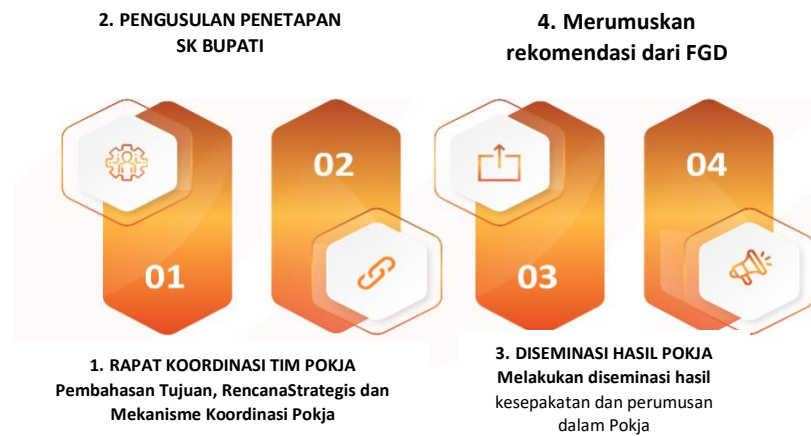 2. PENGUSULAN PENETAPAN
SK BUPATI
4. Merumuskan
rekomendasi dari FGD
01
02
03
04
1. RAPAT KOORDINASI TIM POKJA
Pembahasan Tujuan, RencanaStrategis dan
Mekanisme Koordinasi Pokja
3. DISEMINASI HASIL POKJA
Melakukan diseminasi hasil
kesepakatan dan perumusan
dalam Pokja